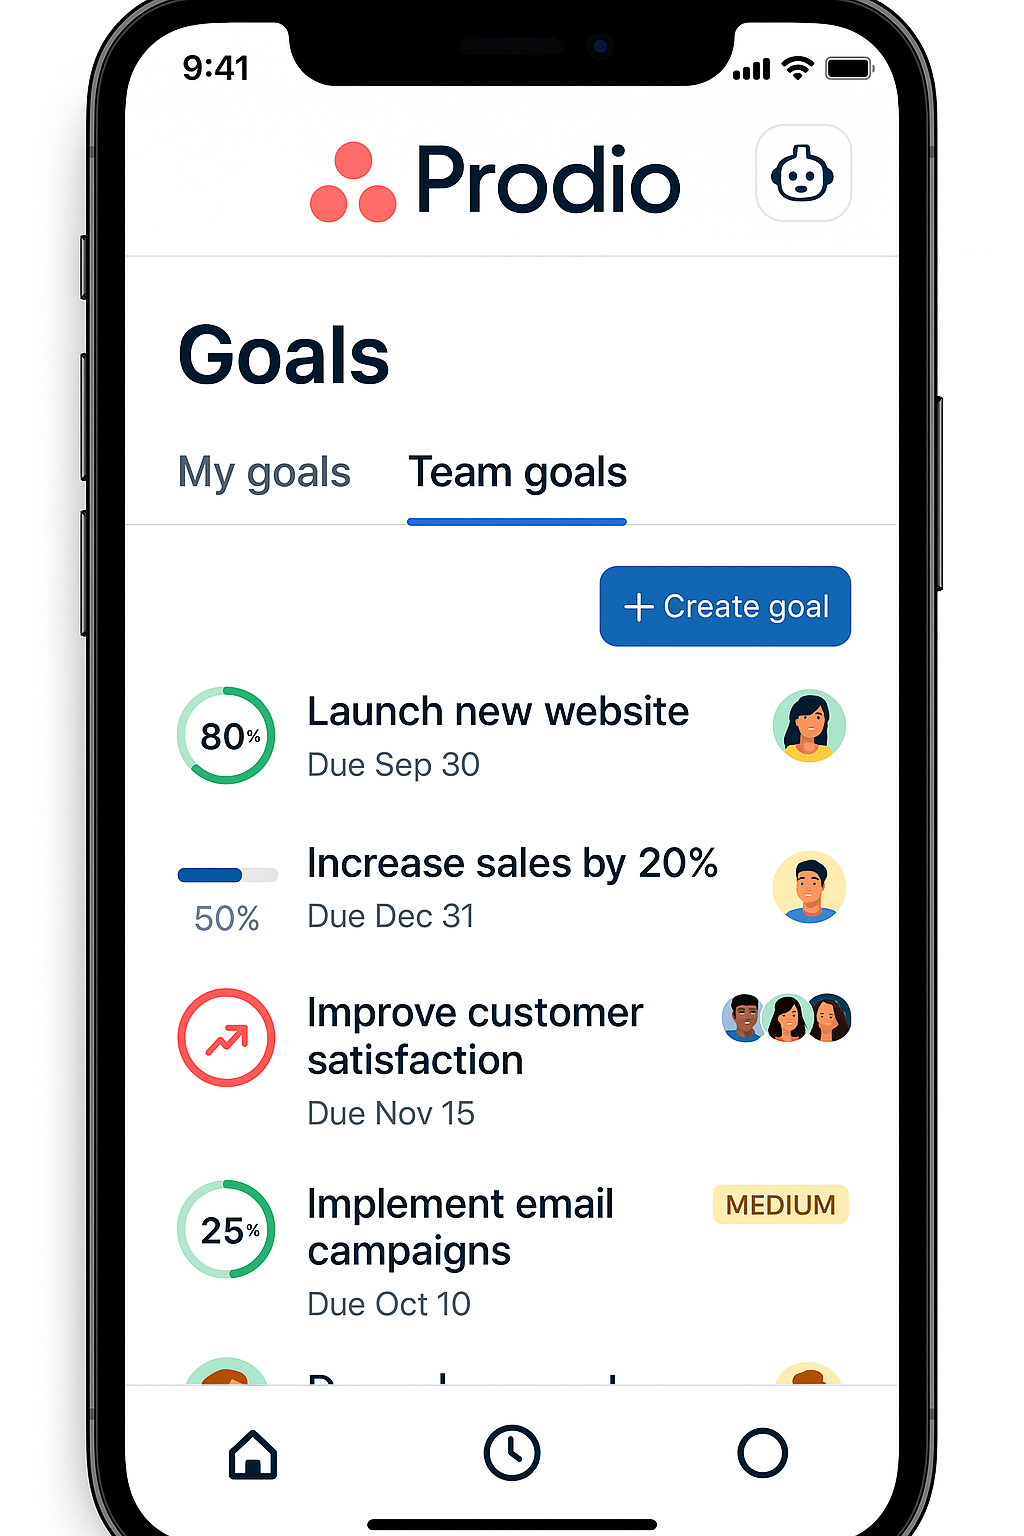 9:41
Prodio
Goals
My goals Team goals
+ Create goal
80%
Launch new website
Due Sep 30
Increase sales by 20%
50%
Due Dec 31
Improve customer
satisfaction
Due Nov 15
Implement email
MEDIUM
25%
campaigns
Due Oct 10